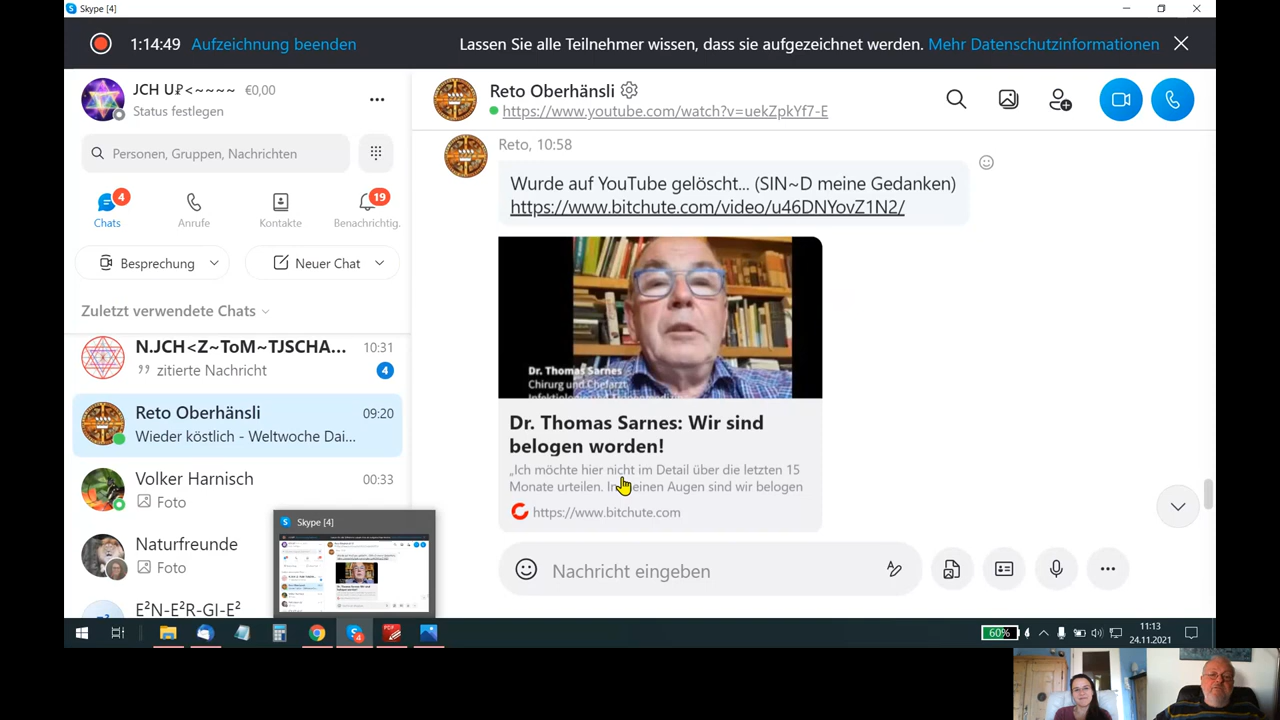 Skype [4]
1:14:49 Aufzeichnung beenden
Lassen Sie alle Teilnehmer wissen, dass sie aufgezeichnet werden. Mehr Datenschutzinformationen
JCH U₽<~~~~ €0,00
Status festlegen
Personen, Gruppen, Nachrichten
4
19
Chats
Anrufe
Kontakte
Benachrichtig.
Besprechung
Neuer Chat
Zuletzt verwendete Chats
N.JCH<Z~ToM~TJSCHA... 10:31
zitierte Nachricht 4
Reto Oberhänsli 09:20
Wieder köstlich - Weltwoche Dai...
Volker Harnisch 00:33
Foto
Naturfreunde
Foto
E²N-E²R-GI-E²
Skype [4]
Reto Oberhänsli
https://www.youtube.com/watch?v=uekZpkYf7-E
Reto, 10:58
Wurde auf YouTube gelöscht... (SIN~D meine Gedanken)
https://www.bitchute.com/video/u46DNYovZ1N2/
Dr. Thomas Sarnes
Chirurg und Chefarzt
Dr. Thomas Sarnes: Wir sind
belogen worden!
„Ich möchte hier nicht im Detail über die letzten 15
Monate urteilen. In meinen Augen sind wir belogen
https://www.bitchute.com
Nachricht eingeben
4
60%
11:13
24.11.2021